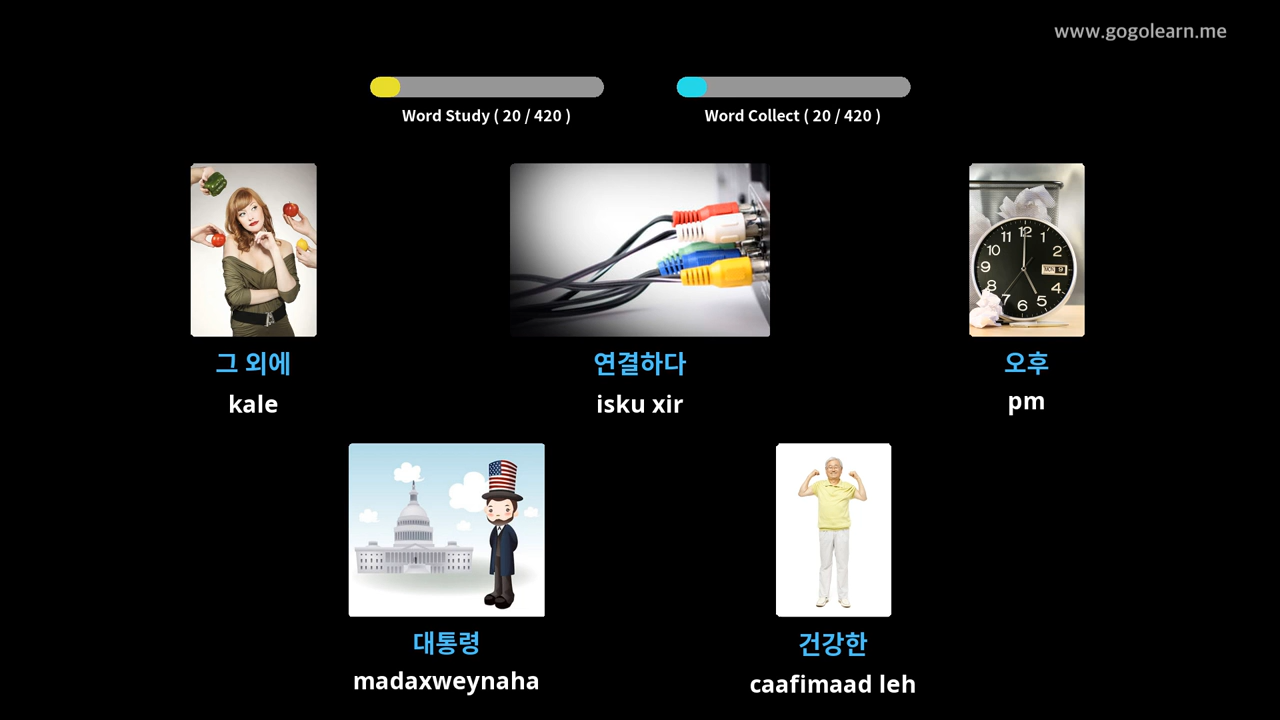 www.gogolearn.me
Word Study ( 20 / 420 )
Word Collect ( 20 / 420 )
그 외에
kale
연결하다
isku xir
오후
pm
대통령
madaxweynaha
건강한
caafimaad leh